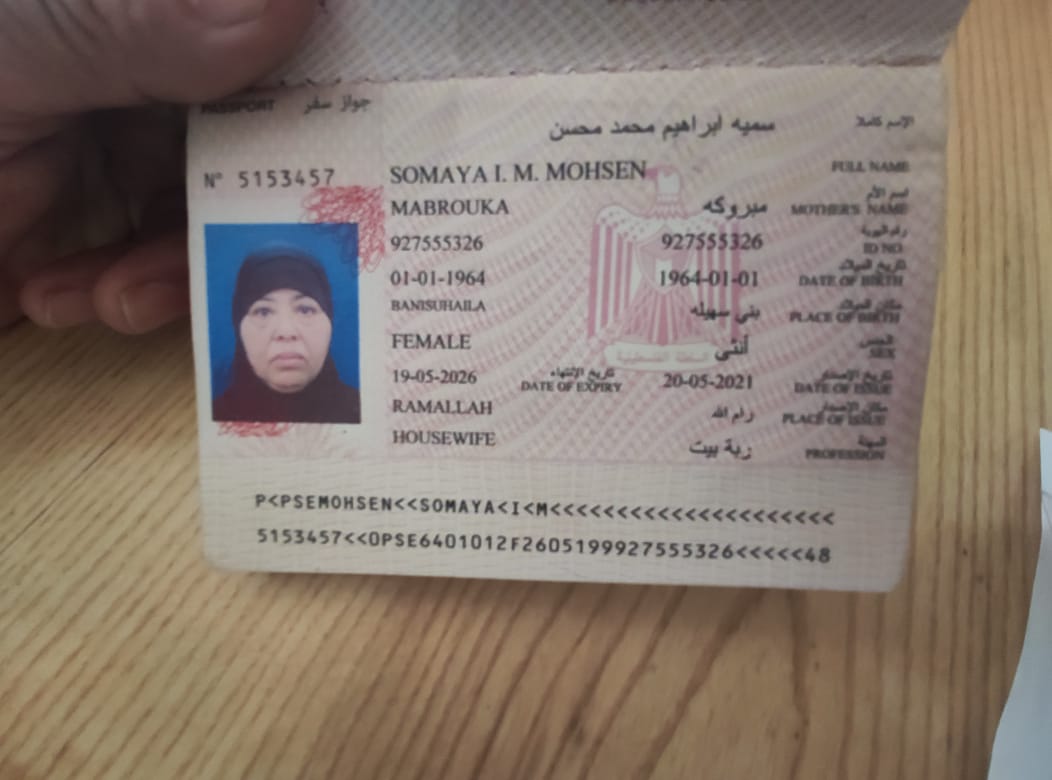 PASSPORT جواز سفر
سميه ابراهيم محمد محسن الإسم كاملا
Nº 5153457 SOMAYA I. M. MOHSEN FULL NAME
MABROUKA مبروكه اسم الأم MOTHER'S NAME
927555326 927555326 رقم الهوية ID NO.
01-01-1964 1964-01-01 تاريخ الميلاد DATE OF BIRTH
BANISUHAILA بني سهيله مكان الميلاد PLACE OF BIRTH
FEMALE أنثى الجنس SEX
19-05-2026 تاريخ الإنتهاء DATE OF EXPIRY 20-05-2021 تاريخ الإصدار DATE OF ISSUE
RAMALLAH رام الله مكان الإصدار PLACE OF ISSUE
HOUSEWIFE ربة بيت المهنة PROFESSION
السلطة الفلسطينية
P<PSEMOHSEN<<SOMAYA<I<M<<<<<<<<<<<<<<<<<<<<<
5153457<<0PSE6401012F2605199927555326<<<<<48